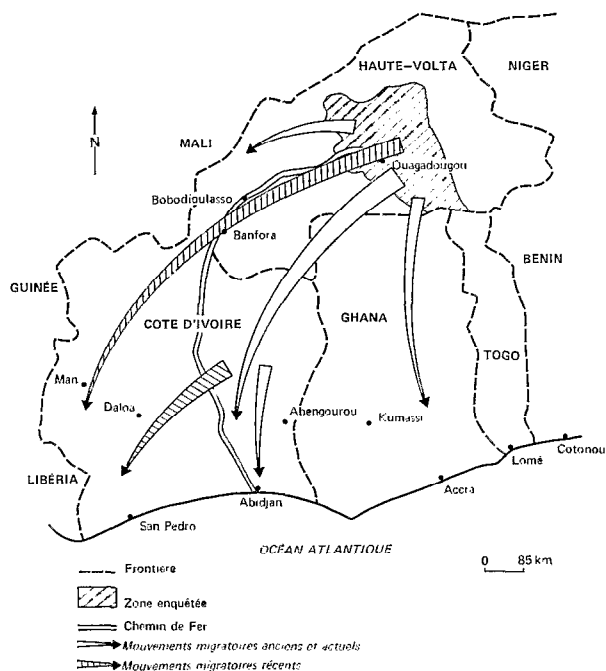 HAUTE-VOLTA
NIGER
MALI
N
Ouagadougou
Bobodioulasso
Banfora
BENIN
GUINÉE
COTE D'IVOIRE
GHANA
TOGO
Man
Daloa
Abengourou
Kumassi
LIBÉRIA
Lomé
Cotonou
Accra
Abidjan
San Pedro
OCÉAN ATLANTIQUE
0 85 km
Frontière
Zone enquêtée
Chemin de Fer
Mouvements migratoires anciens et actuels
Mouvements migratoires récents